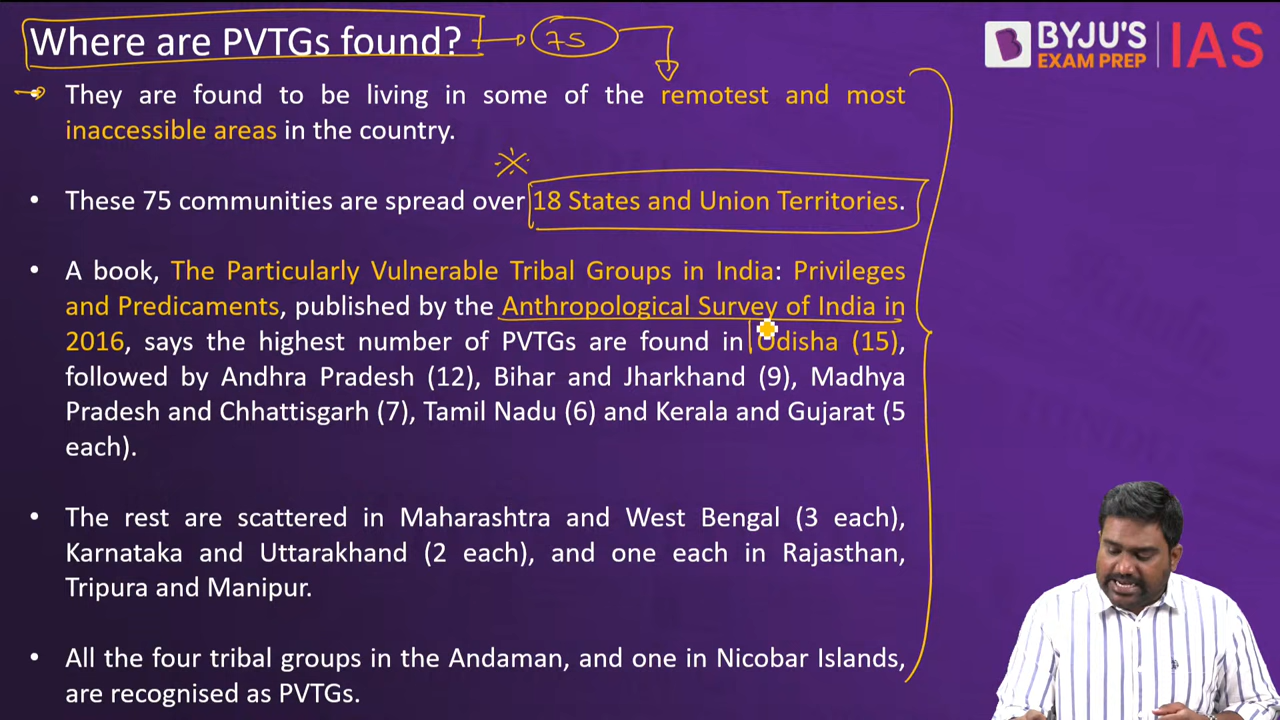 Where are PVTGs found?
75
BYJU'S
EXAM PREP
IAS
They are found to be living in some of the remotest and most
inaccessible areas in the country.
• These 75 communities are spread over 18 States and Union Territories.
• A book, The Particularly Vulnerable Tribal Groups in India: Privileges
and Predicaments, published by the Anthropological Survey of India in
2016, says the highest number of PVTGs are found in Odisha (15),
followed by Andhra Pradesh (12), Bihar and Jharkhand (9), Madhya
Pradesh and Chhattisgarh (7), Tamil Nadu (6) and Kerala and Gujarat (5
each).
• The rest are scattered in Maharashtra and West Bengal (3 each),
Karnataka and Uttarakhand (2 each), and one each in Rajasthan,
Tripura and Manipur.
• All the four tribal groups in the Andaman, and one in Nicobar Islands,
are recognised as PVTGs.